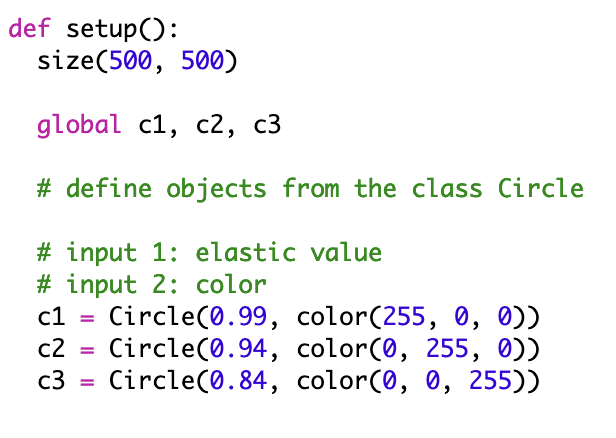 def setup():
  size(500, 500)

  global c1, c2, c3

  # define objects from the class Circle

  # input 1: elastic value
  # input 2: color
  c1 = Circle(0.99, color(255, 0, 0))
  c2 = Circle(0.94, color(0, 255, 0))
  c3 = Circle(0.84, color(0, 0, 255))